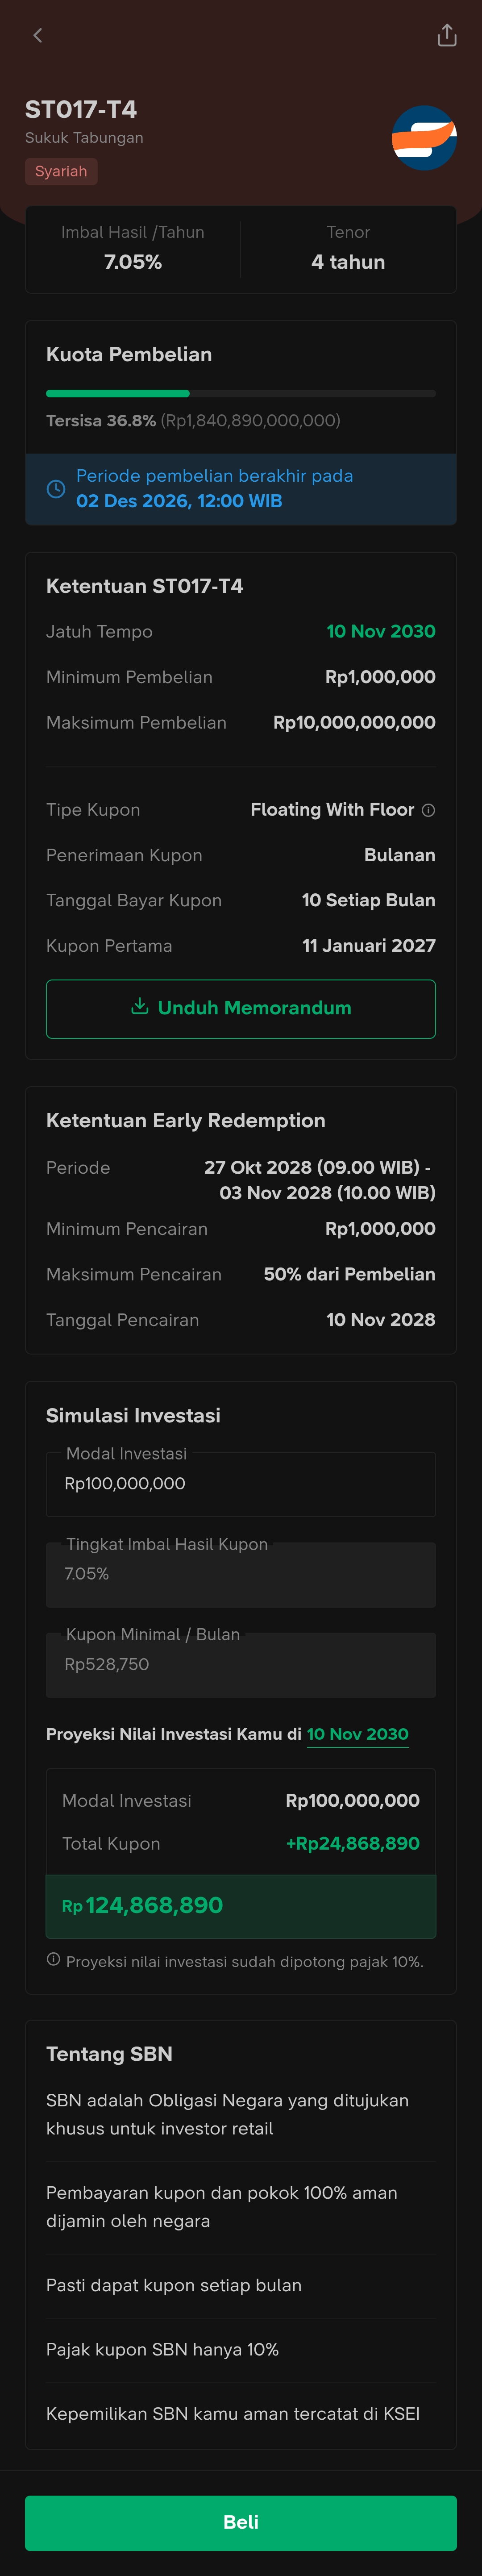 ST017-T4
Sukuk Tabungan
Syariah
Imbal Hasil /Tahun
7.05%
Tenor
4 tahun
Kuota Pembelian
Tersisa 36.8% (Rp1,840,890,000,000)
Periode pembelian berakhir pada
02 Des 2026, 12:00 WIB
Ketentuan ST017-T4
Jatuh Tempo 10 Nov 2030
Minimum Pembelian Rp1,000,000
Maksimum Pembelian Rp10,000,000,000
Tipe Kupon Floating With Floor
Penerimaan Kupon Bulanan
Tanggal Bayar Kupon 10 Setiap Bulan
Kupon Pertama 11 Januari 2027
Unduh Memorandum
Ketentuan Early Redemption
Periode 27 Okt 2028 (09.00 WIB) -
03 Nov 2028 (10.00 WIB)
Minimum Pencairan Rp1,000,000
Maksimum Pencairan 50% dari Pembelian
Tanggal Pencairan 10 Nov 2028
Simulasi Investasi
Modal Investasi
Rp100,000,000
Tingkat Imbal Hasil Kupon
7.05%
Kupon Minimal / Bulan
Rp528,750
Proyeksi Nilai Investasi Kamu di 10 Nov 2030
Modal Investasi Rp100,000,000
Total Kupon +Rp24,868,890
Rp 124,868,890
Proyeksi nilai investasi sudah dipotong pajak 10%.
Tentang SBN
SBN adalah Obligasi Negara yang ditujukan
khusus untuk investor retail
Pembayaran kupon dan pokok 100% aman
dijamin oleh negara
Pasti dapat kupon setiap bulan
Pajak kupon SBN hanya 10%
Kepemilikan SBN kamu aman tercatat di KSEI
Beli